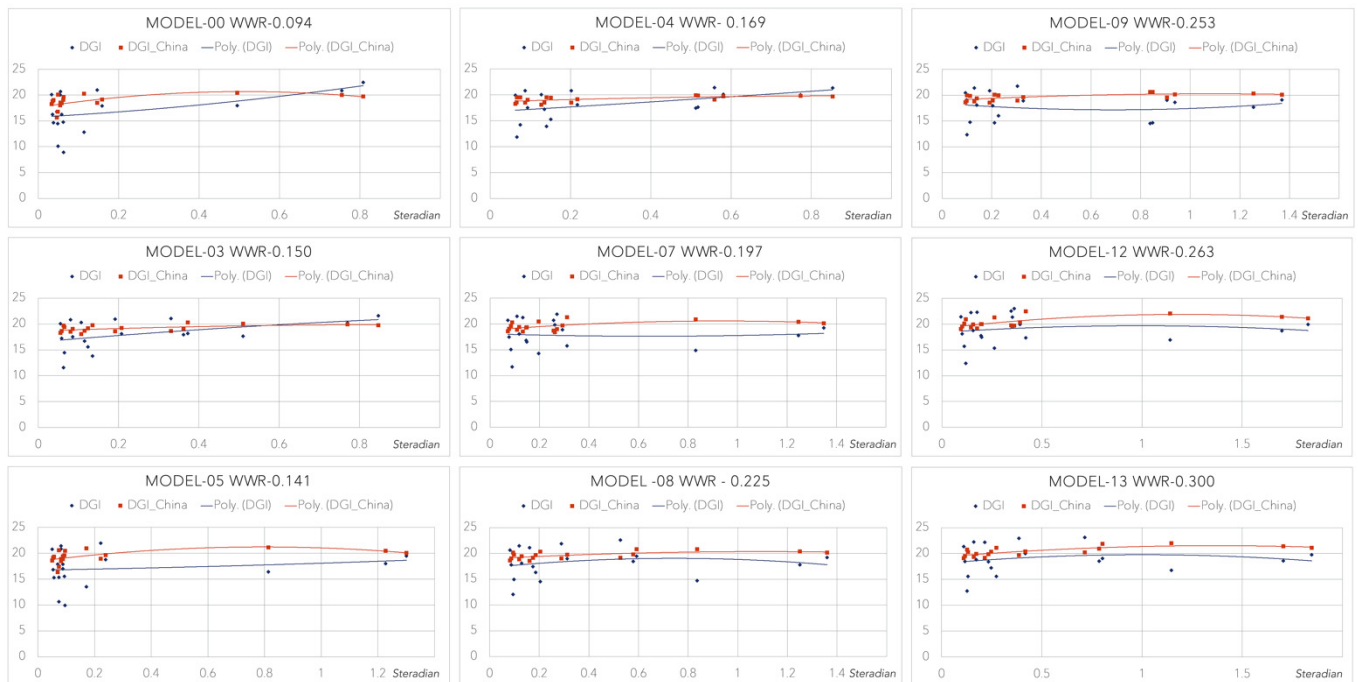 MODEL-00 WWR-0.094
DGI DGI_China Poly. (DGI) Poly. (DGI_China)
25
20
15
10
5
0
0 0.2 0.4 0.6 0.8 Steradian
MODEL-04 WWR- 0.169
DGI DGI_China Poly. (DGI) Poly. (DGI_China)
25
20
15
10
5
0
0 0.2 0.4 0.6 0.8 Steradian
MODEL-09 WWR-0.253
DGI DGI_China Poly. (DGI) Poly. (DGI_China)
25
20
15
10
5
0
0 0.2 0.4 0.6 0.8 1 1.2 1.4 Steradian
MODEL-03 WWR-0.150
DGI DGI_China Poly. (DGI) Poly. (DGI_China)
25
20
15
10
5
0
0 0.2 0.4 0.6 0.8 Steradian
MODEL-07 WWR-0.197
DGI DGI_China Poly. (DGI) Poly. (DGI_China)
25
20
15
10
5
0
0 0.2 0.4 0.6 0.8 1 1.2 1.4 Steradian
MODEL-12 WWR-0.263
DGI DGI_China Poly. (DGI) Poly. (DGI_China)
25
20
15
10
5
0
0 0.5 1 1.5 Steradian
MODEL-05 WWR-0.141
DGI DGI_China Poly. (DGI) Poly. (DGI_China)
25
20
15
10
5
0
0 0.2 0.4 0.6 0.8 1 1.2 Steradian
MODEL -08 WWR - 0.225
DGI DGI_China Poly. (DGI) Poly. (DGI_China)
25
20
15
10
5
0
0 0.2 0.4 0.6 0.8 1 1.2 1.4 Steradian
MODEL-13 WWR-0.300
DGI DGI_China Poly. (DGI) Poly. (DGI_China)
25
20
15
10
5
0
0 0.5 1 1.5 Steradian